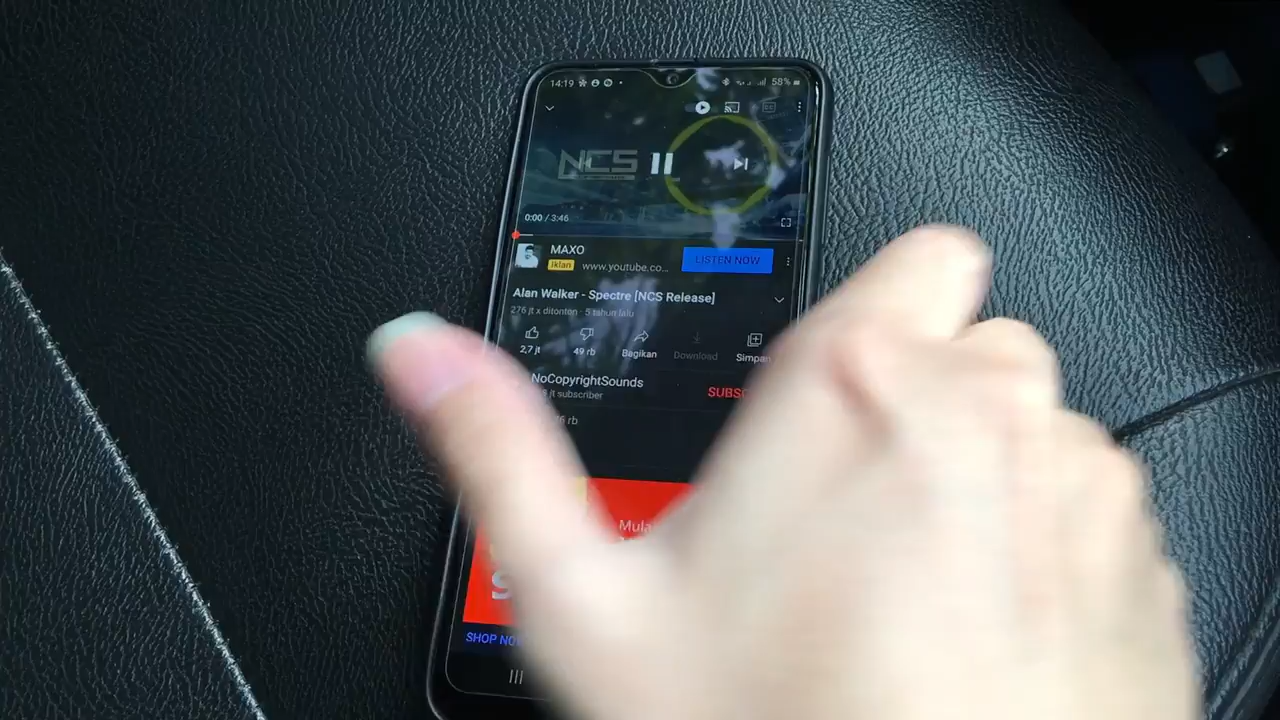 14:19
58%
NCS
0:00 / 3:46
MAXO
Iklan www.youtube.co...
LISTEN NOW
Alan Walker - Spectre [NCS Release]
276 jt x ditonton · 5 tahun lalu
2,7 jt
49 rb
Bagikan
Download
Simpan
NoCopyrightSounds
jt subscriber
SUBSC
rb
Mula
S
SHOP NO